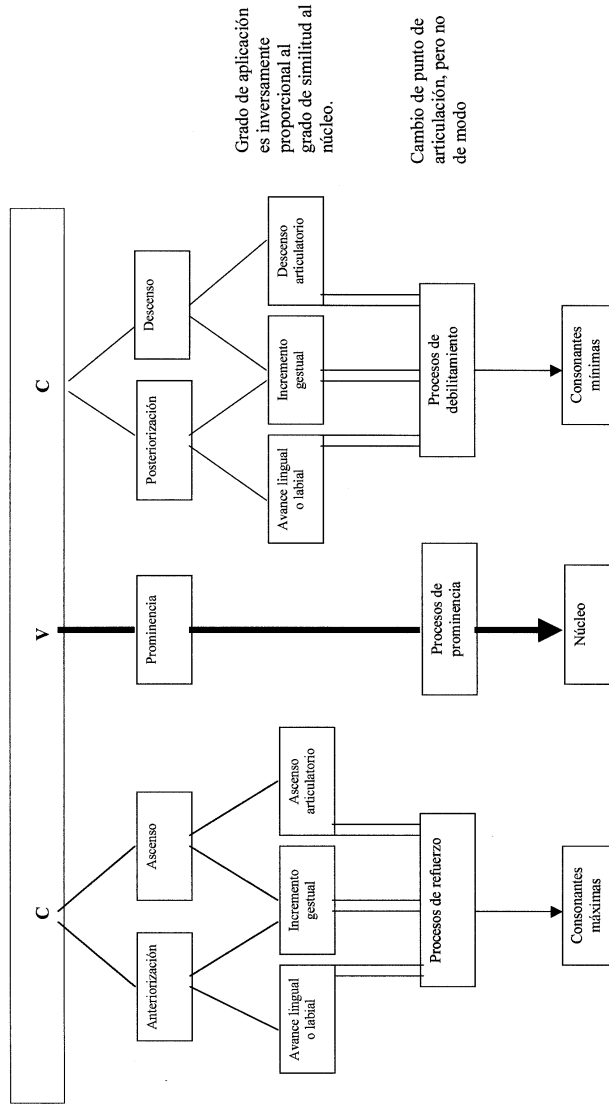 C V C
Anteriorización
Ascenso
Prominencia
Posteriorización
Descenso
Avance lingual
o labial
Incremento
gestual
Ascenso
articulatorio
Avance lingual
o labial
Incremento
gestual
Descenso
articulatorio
Grado de aplicación
es inversamente
proporcional al
grado de similitud al
núcleo.
Procesos de refuerzo
Procesos de
prominencia
Procesos de
debilitamiento
Cambio de punto de
articulación, pero no
de modo
Consonantes
máximas
Núcleo
Consonantes
mínimas